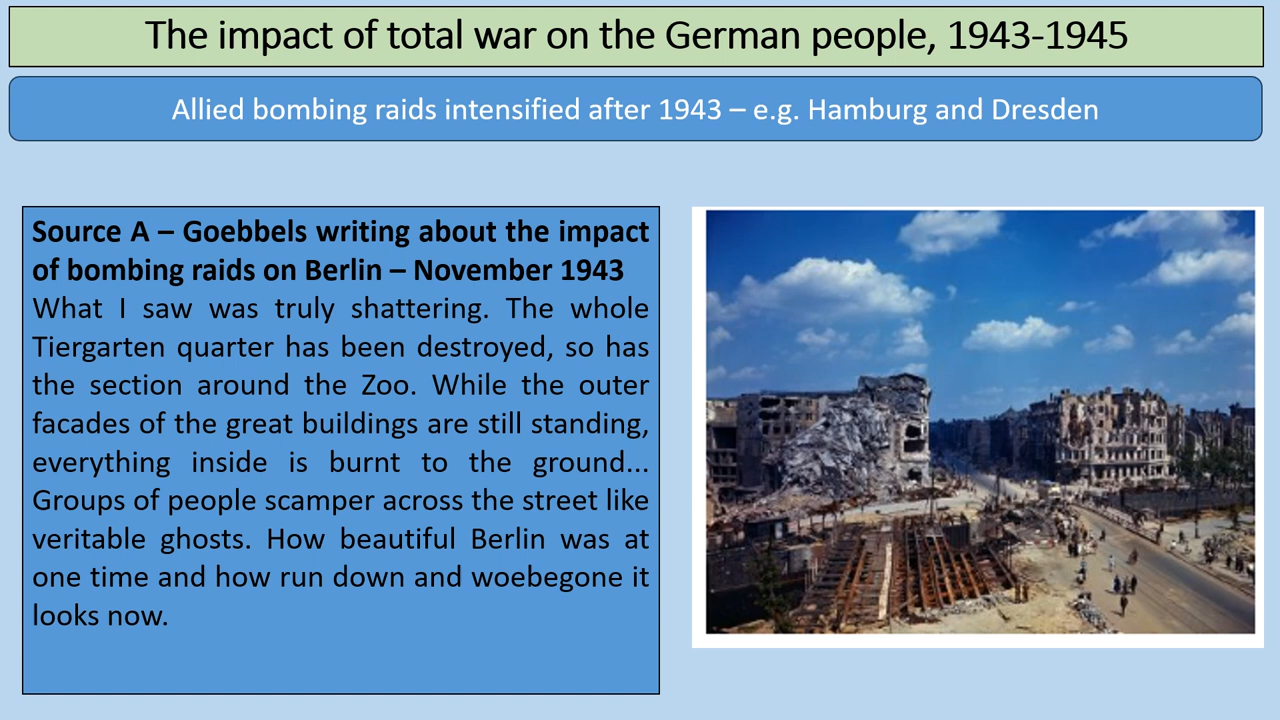 The impact of total war on the German people, 1943-1945
Allied bombing raids intensified after 1943 – e.g. Hamburg and Dresden
Source A – Goebbels writing about the impact
of bombing raids on Berlin – November 1943
What I saw was truly shattering. The whole
Tiergarten quarter has been destroyed, so has
the section around the Zoo. While the outer
facades of the great buildings are still standing,
everything inside is burnt to the ground...
Groups of people scamper across the street like
veritable ghosts. How beautiful Berlin was at
one time and how run down and woebegone it
looks now.